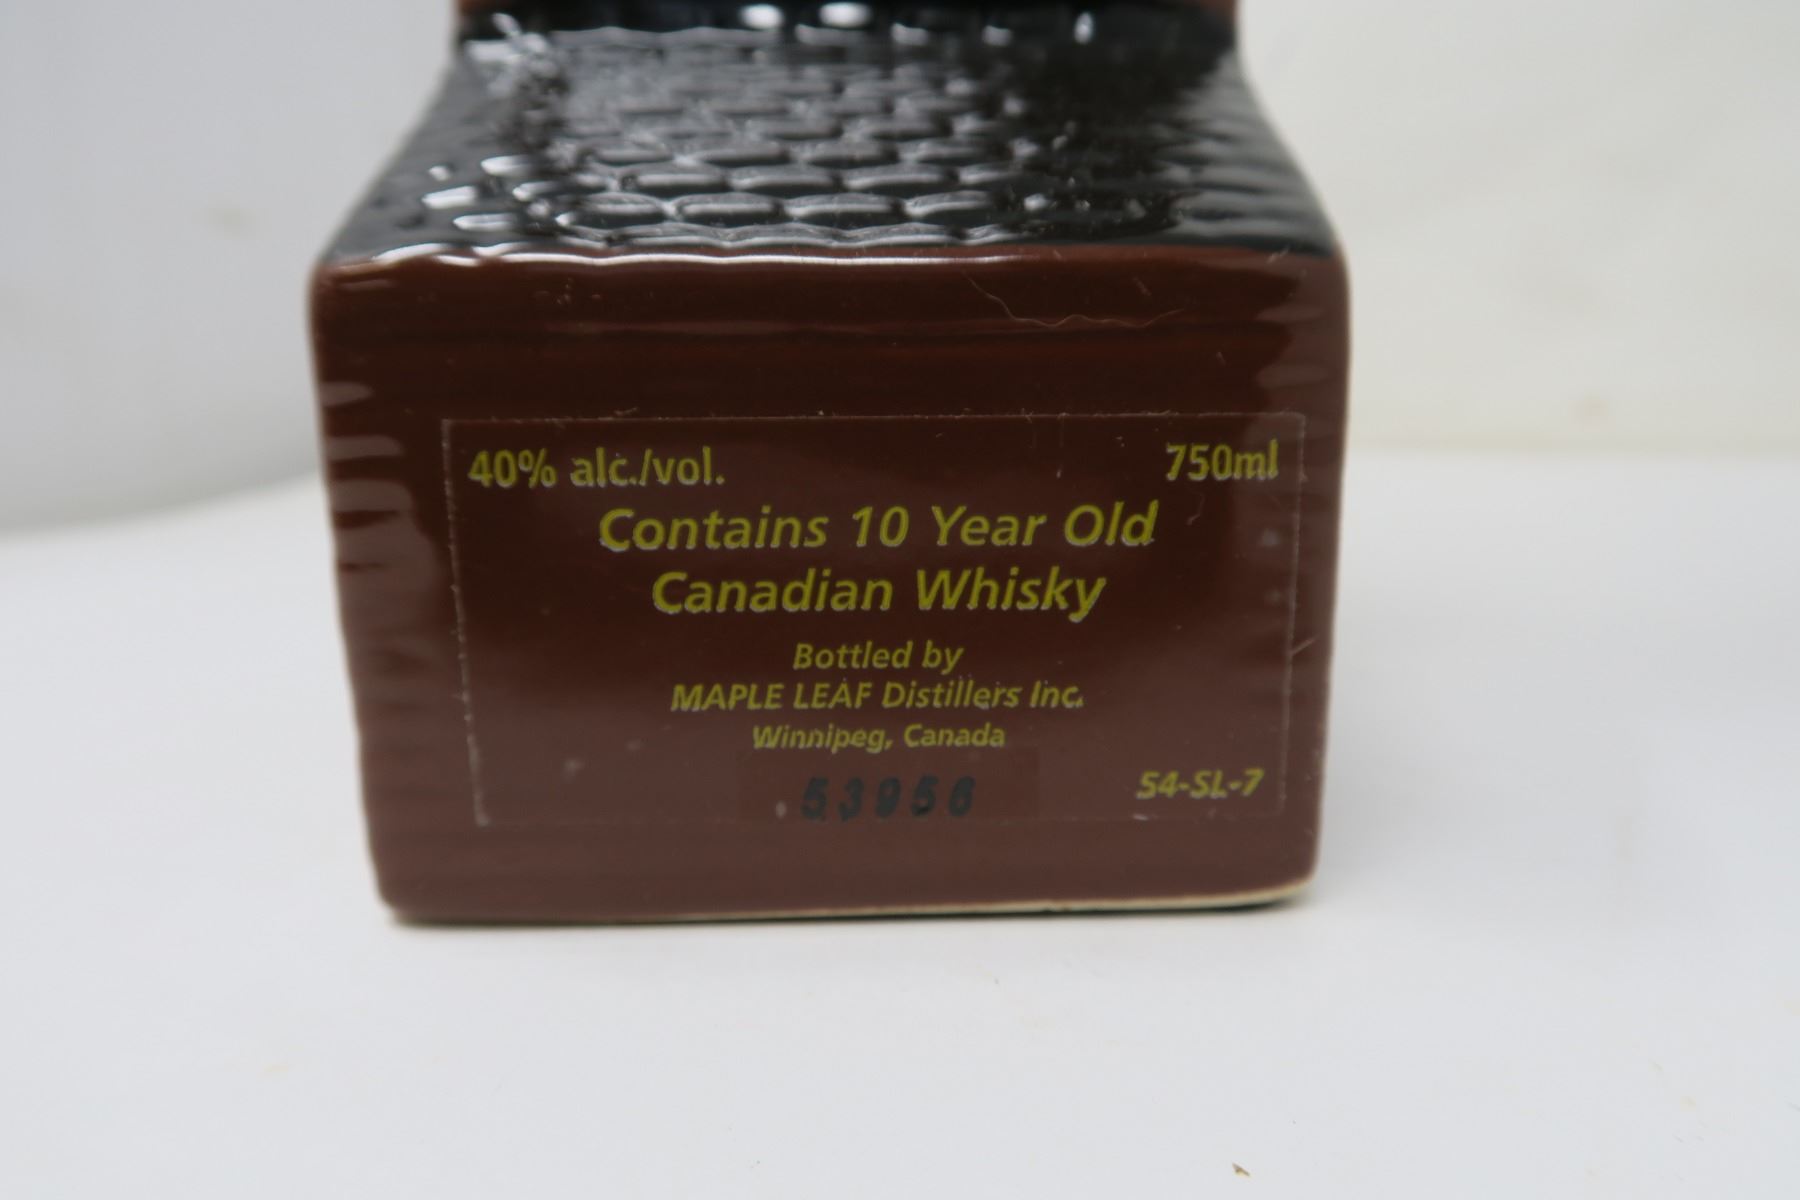 40% alc./vol. 750ml
Contains 10 Year Old
Canadian Whisky
Bottled by
MAPLE LEAF Distillers Inc.
Winnipeg, Canada
53956
54-SL-7